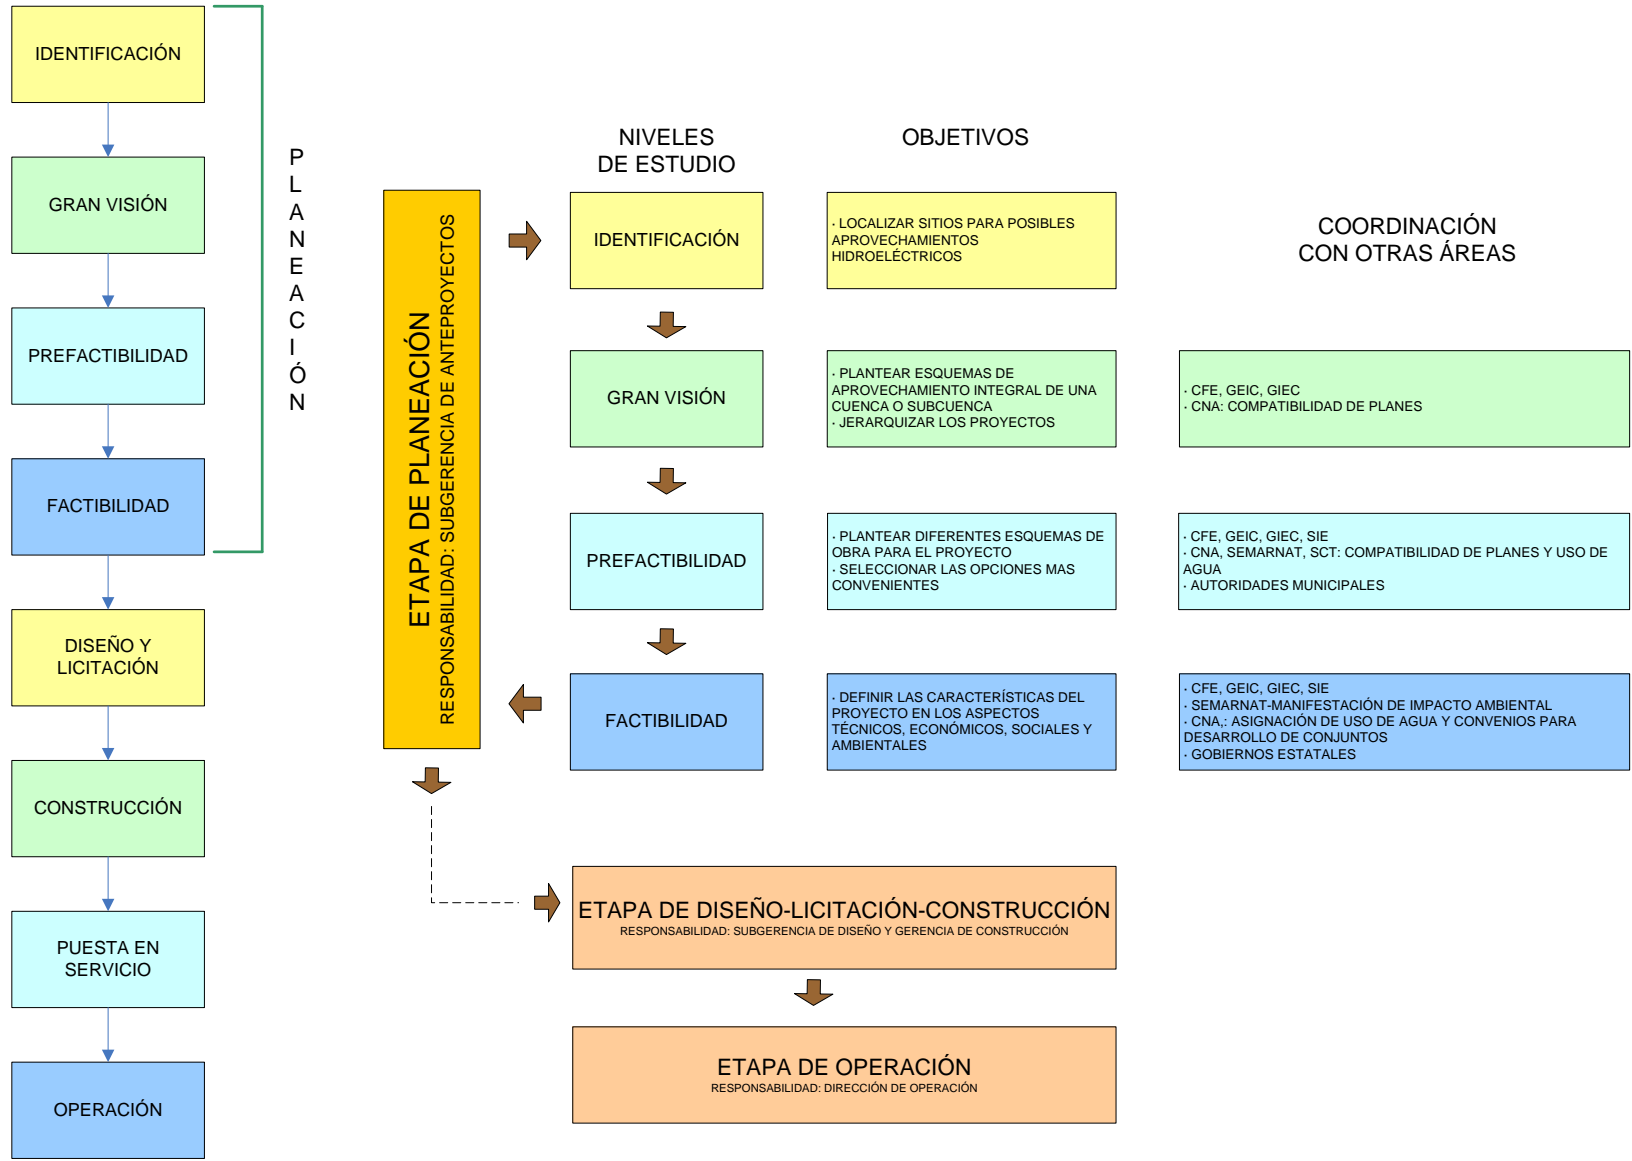 IDENTIFICACIÓN
GRAN VISIÓN
PREFACTIBILIDAD
FACTIBILIDAD
DISEÑO Y
LICITACIÓN
CONSTRUCCIÓN
PUESTA EN
SERVICIO
OPERACIÓN
PLANEACIÓN
ETAPA DE PLANEACIÓN
RESPONSABILIDAD: SUBGERENCIA DE ANTEPROYECTOS
NIVELES
DE ESTUDIO
OBJETIVOS
COORDINACIÓN
CON OTRAS ÁREAS
IDENTIFICACIÓN
· LOCALIZAR SITIOS PARA POSIBLES
APROVECHAMIENTOS
HIDROELÉCTRICOS
GRAN VISIÓN
· PLANTEAR ESQUEMAS DE
APROVECHAMIENTO INTEGRAL DE UNA
CUENCA O SUBCUENCA
· JERARQUIZAR LOS PROYECTOS
· CFE, GEIC, GIEC
· CNA: COMPATIBILIDAD DE PLANES
PREFACTIBILIDAD
· PLANTEAR DIFERENTES ESQUEMAS DE
OBRA PARA EL PROYECTO
· SELECCIONAR LAS OPCIONES MAS
CONVENIENTES
· CFE, GEIC, GIEC, SIE
· CNA, SEMARNAT, SCT: COMPATIBILIDAD DE PLANES Y USO DE
AGUA
· AUTORIDADES MUNICIPALES
FACTIBILIDAD
· DEFINIR LAS CARACTERÍSTICAS DEL
PROYECTO EN LOS ASPECTOS
TÉCNICOS, ECONÓMICOS, SOCIALES Y
AMBIENTALES
· CFE, GEIC, GIEC, SIE
· SEMARNAT-MANIFESTACIÓN DE IMPACTO AMBIENTAL
· CNA,: ASIGNACIÓN DE USO DE AGUA Y CONVENIOS PARA
DESARROLLO DE CONJUNTOS
· GOBIERNOS ESTATALES
ETAPA DE DISEÑO-LICITACIÓN-CONSTRUCCIÓN
RESPONSABILIDAD: SUBGERENCIA DE DISEÑO Y GERENCIA DE CONSTRUCCIÓN
ETAPA DE OPERACIÓN
RESPONSABILIDAD: DIRECCIÓN DE OPERACIÓN